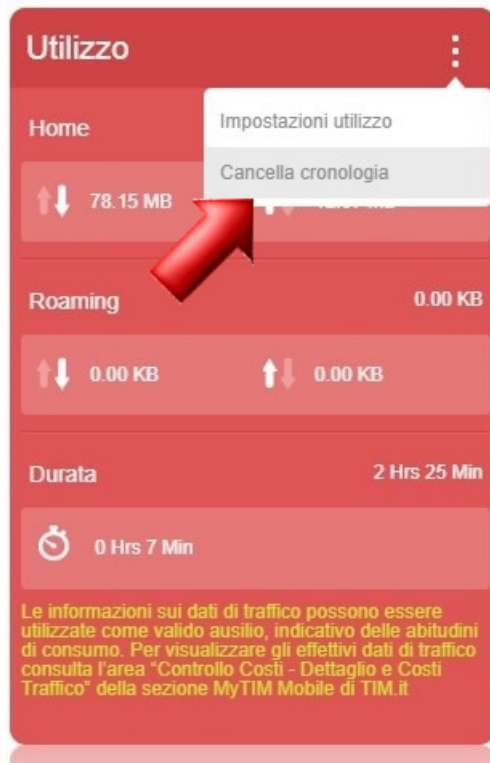 Utilizzo
Impostazioni utilizzo
Cancella cronologia
Home
78.15 MB
Roaming 0.00 KB
0.00 KB 0.00 KB
Durata 2 Hrs 25 Min
0 Hrs 7 Min
Le informazioni sui dati di traffico possono essere
utilizzate come valido ausilio, indicativo delle abitudini
di consumo. Per visualizzare gli effettivi dati di traffico
consulta l'area "Controllo Costi - Dettaglio e Costi
Traffico" della sezione MyTIM Mobile di TIM.it